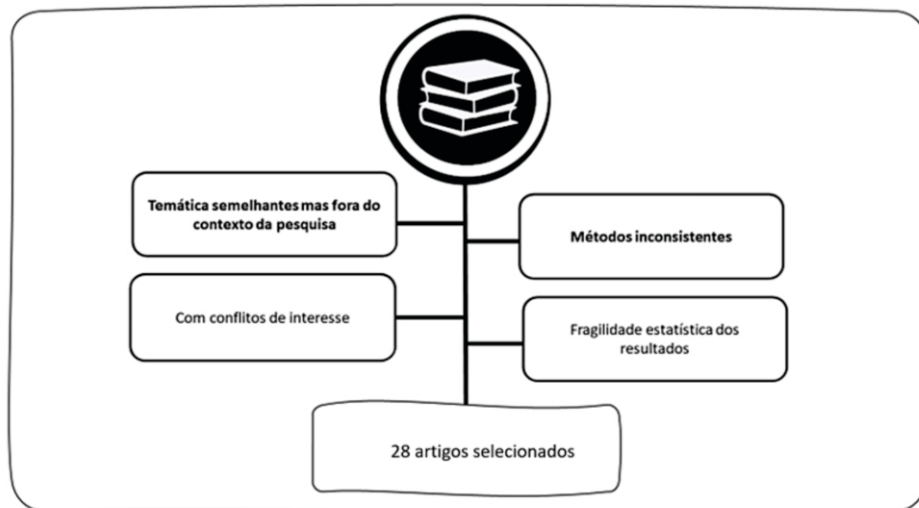 Temática semelhantes mas fora do
contexto da pesquisa
Métodos inconsistentes
Com conflitos de interesse
Fragilidade estatística dos
resultados
28 artigos selecionados